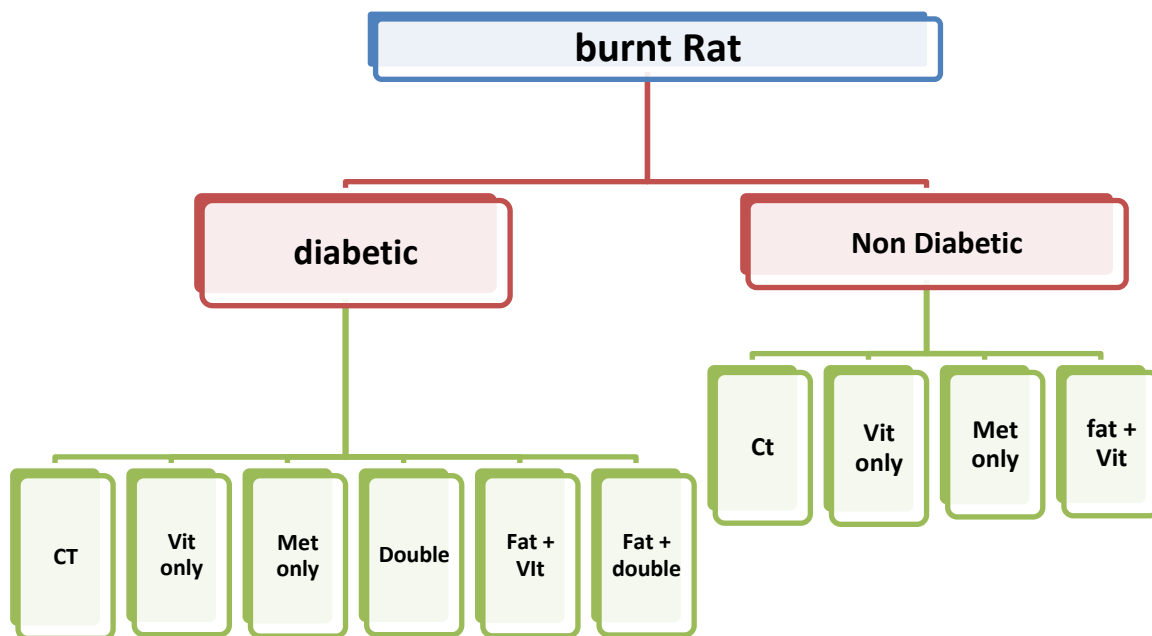 burnt Rat
diabetic
Non Diabetic
CT
Vit
only
Met
only
Double
Fat +
VIt
Fat +
double
Ct
Vit
only
Met
only
fat +
Vit